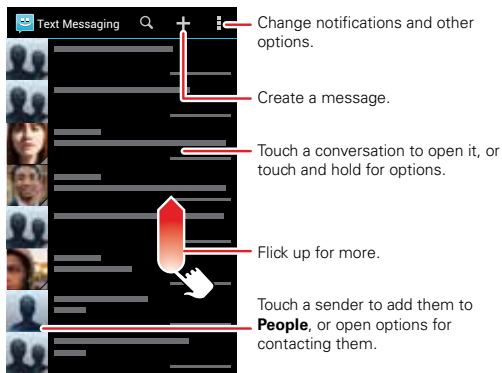 Text Messaging
Change notifications and other
options.
Create a message.
Touch a conversation to open it, or
touch and hold for options.
Flick up for more.
Touch a sender to add them to
People, or open options for
contacting them.